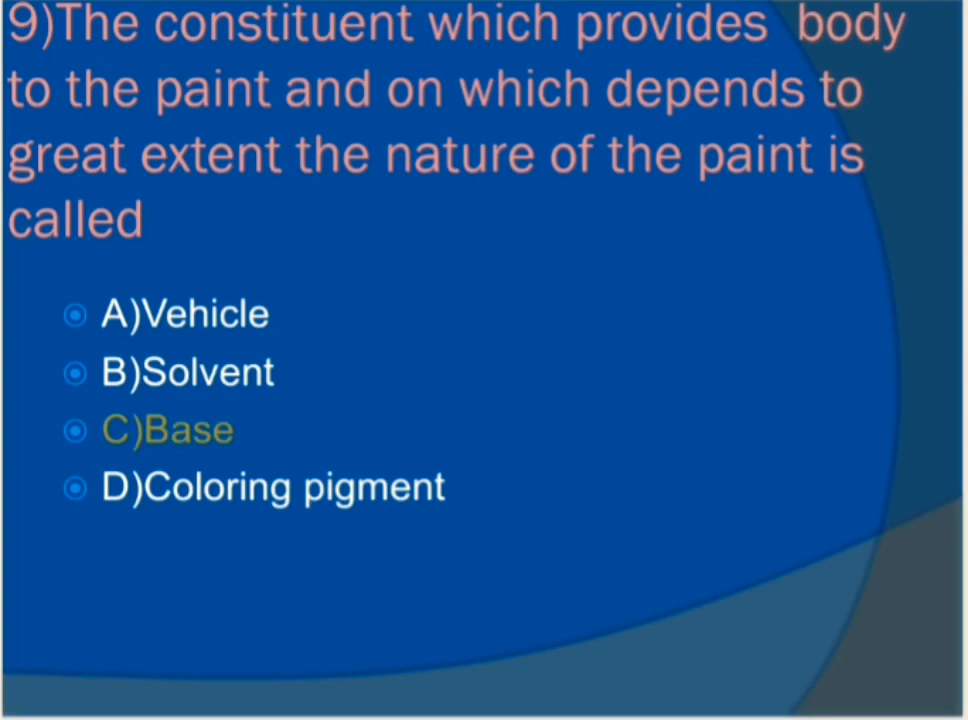 9)The constituent which provides  body
to the paint and on which depends to
great extent the nature of the paint is
called
A)Vehicle
B)Solvent
C)Base
D)Coloring pigment